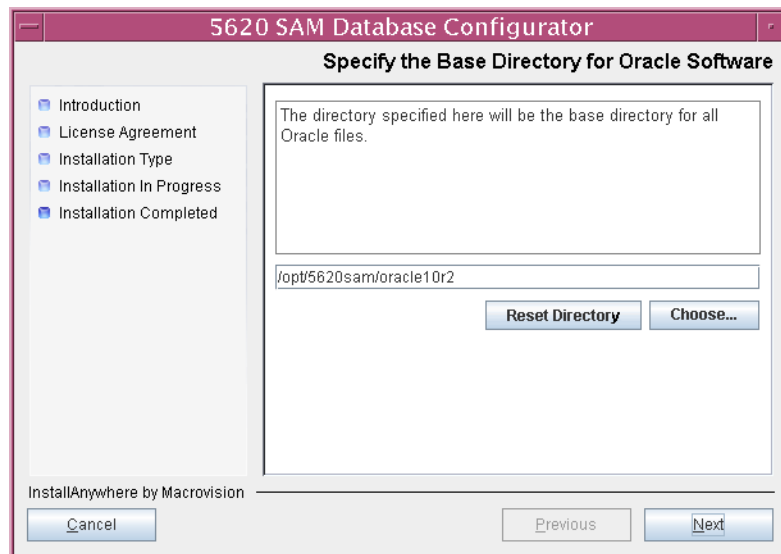 5620 SAM Database Configurator
Specify the Base Directory for Oracle Software
Introduction
License Agreement
Installation Type
Installation In Progress
Installation Completed
The directory specified here will be the base directory for all
Oracle files.
/opt/5620sam/oracle10r2
Reset Directory
Choose...
InstallAnywhere by Macrovision
Cancel
Previous
Next